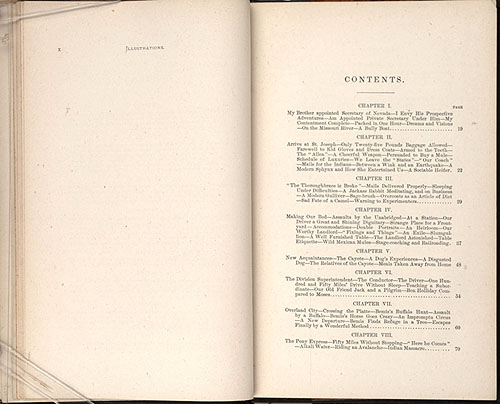 x
ILLUSTRATIONS.
CONTENTS.
CHAPTER I.
PAGE
My Brother appointed Secretary of Nevada—I Envy His Prospective
Adventures—Am Appointed Private Secretary Under Him—My
Contentment Complete—Packed in One Hour—Dreams and Visions
—On the Missouri River—A Bully Boat 19
CHAPTER II.
Arrive at St. Joseph—Only Twenty-five Pounds Baggage Allowed—
Farewell to Kid Gloves and Dress Coats—Armed to the Teeth—
The "Allen"—A Cheerful Weapon—Persuaded to Buy a Mule—
Schedule of Luxuries—We Leave the "States"—"Our Coach"
—Mails for the Indians—Between a Wink and an Earthquake—A
Modern Sphynx and How She Entertained Us—A Sociable Heifer. 22
CHAPTER III.
"The Thoroughbrace is Broke"—Mails Delivered Properly—Sleeping
Under Difficulties—A Jackass Rabbit Meditating, and on Business
—A Modern Gulliver—Sage-brush—Overcoats as an Article of Diet
—Sad Fate of a Camel—Warning to Experimenters 29
CHAPTER IV.
Making Our Bed—Assaults by the Unabridged—At a Station—Our
Driver a Great and Shining Dignitary—Strange Place for a Front-
yard—Accommodations—Double Portraits—An Heirloom—Our
Worthy Landlord—"Fixings and Things"—An Exile—Slumgul-
lion—A Well Furnished Table—The Landlord Astonished—Table
Etiquette—Wild Mexican Mules—Stage-coaching and Railroading. 37
CHAPTER V.
New Acquaintances—The Cayote—A Dog's Experiences—A Disgusted
Dog—The Relatives of the Cayote—Meals Taken Away from Home 48
CHAPTER VI.
The Division Superintendent—The Conductor—The Driver—One Hun-
dred and Fifty Miles' Drive Without Sleep—Teaching a Subor-
dinate—Our Old Friend Jack and a Pilgrim—Ben Holliday Com-
pared to Moses 54
CHAPTER VII.
Overland City—Crossing the Platte—Bemis's Buffalo Hunt—Assault
by a Buffalo—Bemis's Horse Goes Crazy—An Impromptu Circus
—A New Departure—Bemis Finds Refuge in a Tree—Escapes
Finally by a Wonderful Method 60
CHAPTER VIII.
The Pony Express—Fifty Miles Without Stopping—"Here he Comes"
—Alkali Water—Riding an Avalanche—Indian Massacre 70